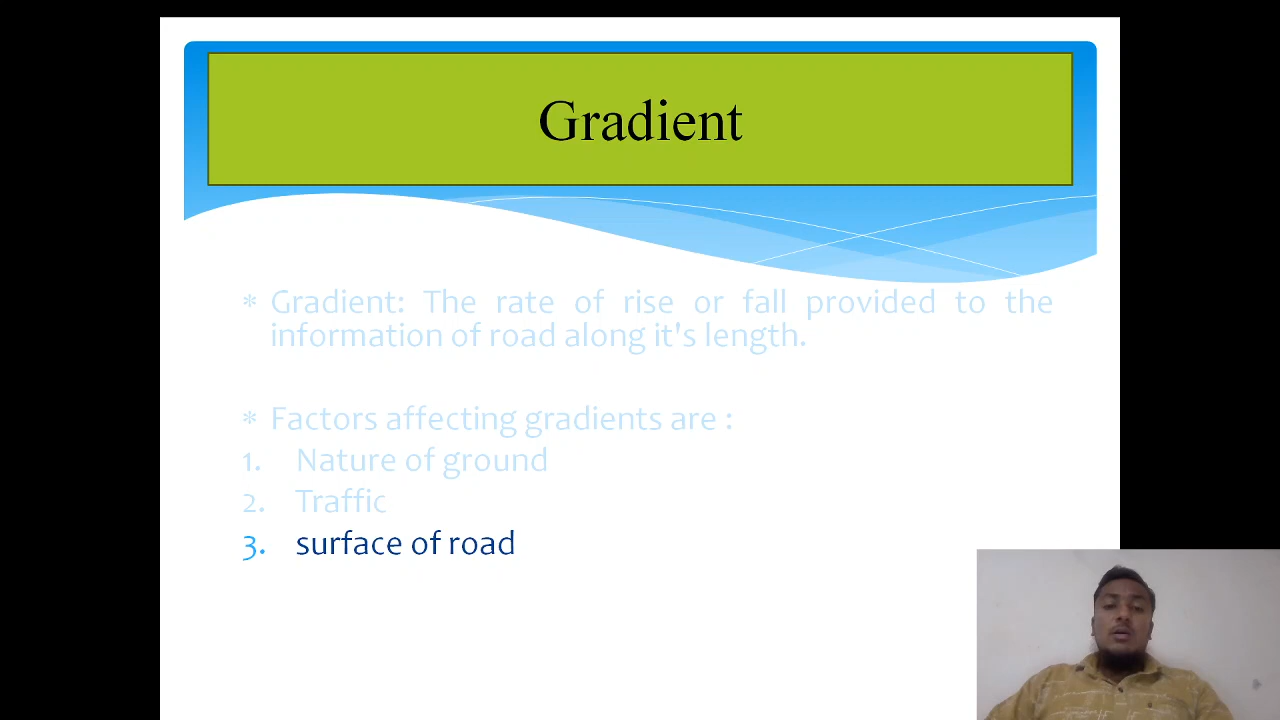 Gradient
* Gradient: The rate of rise or fall provided to the
information of road along it's length.
* Factors affecting gradients are :
1. Nature of ground
2. Traffic
3. surface of road